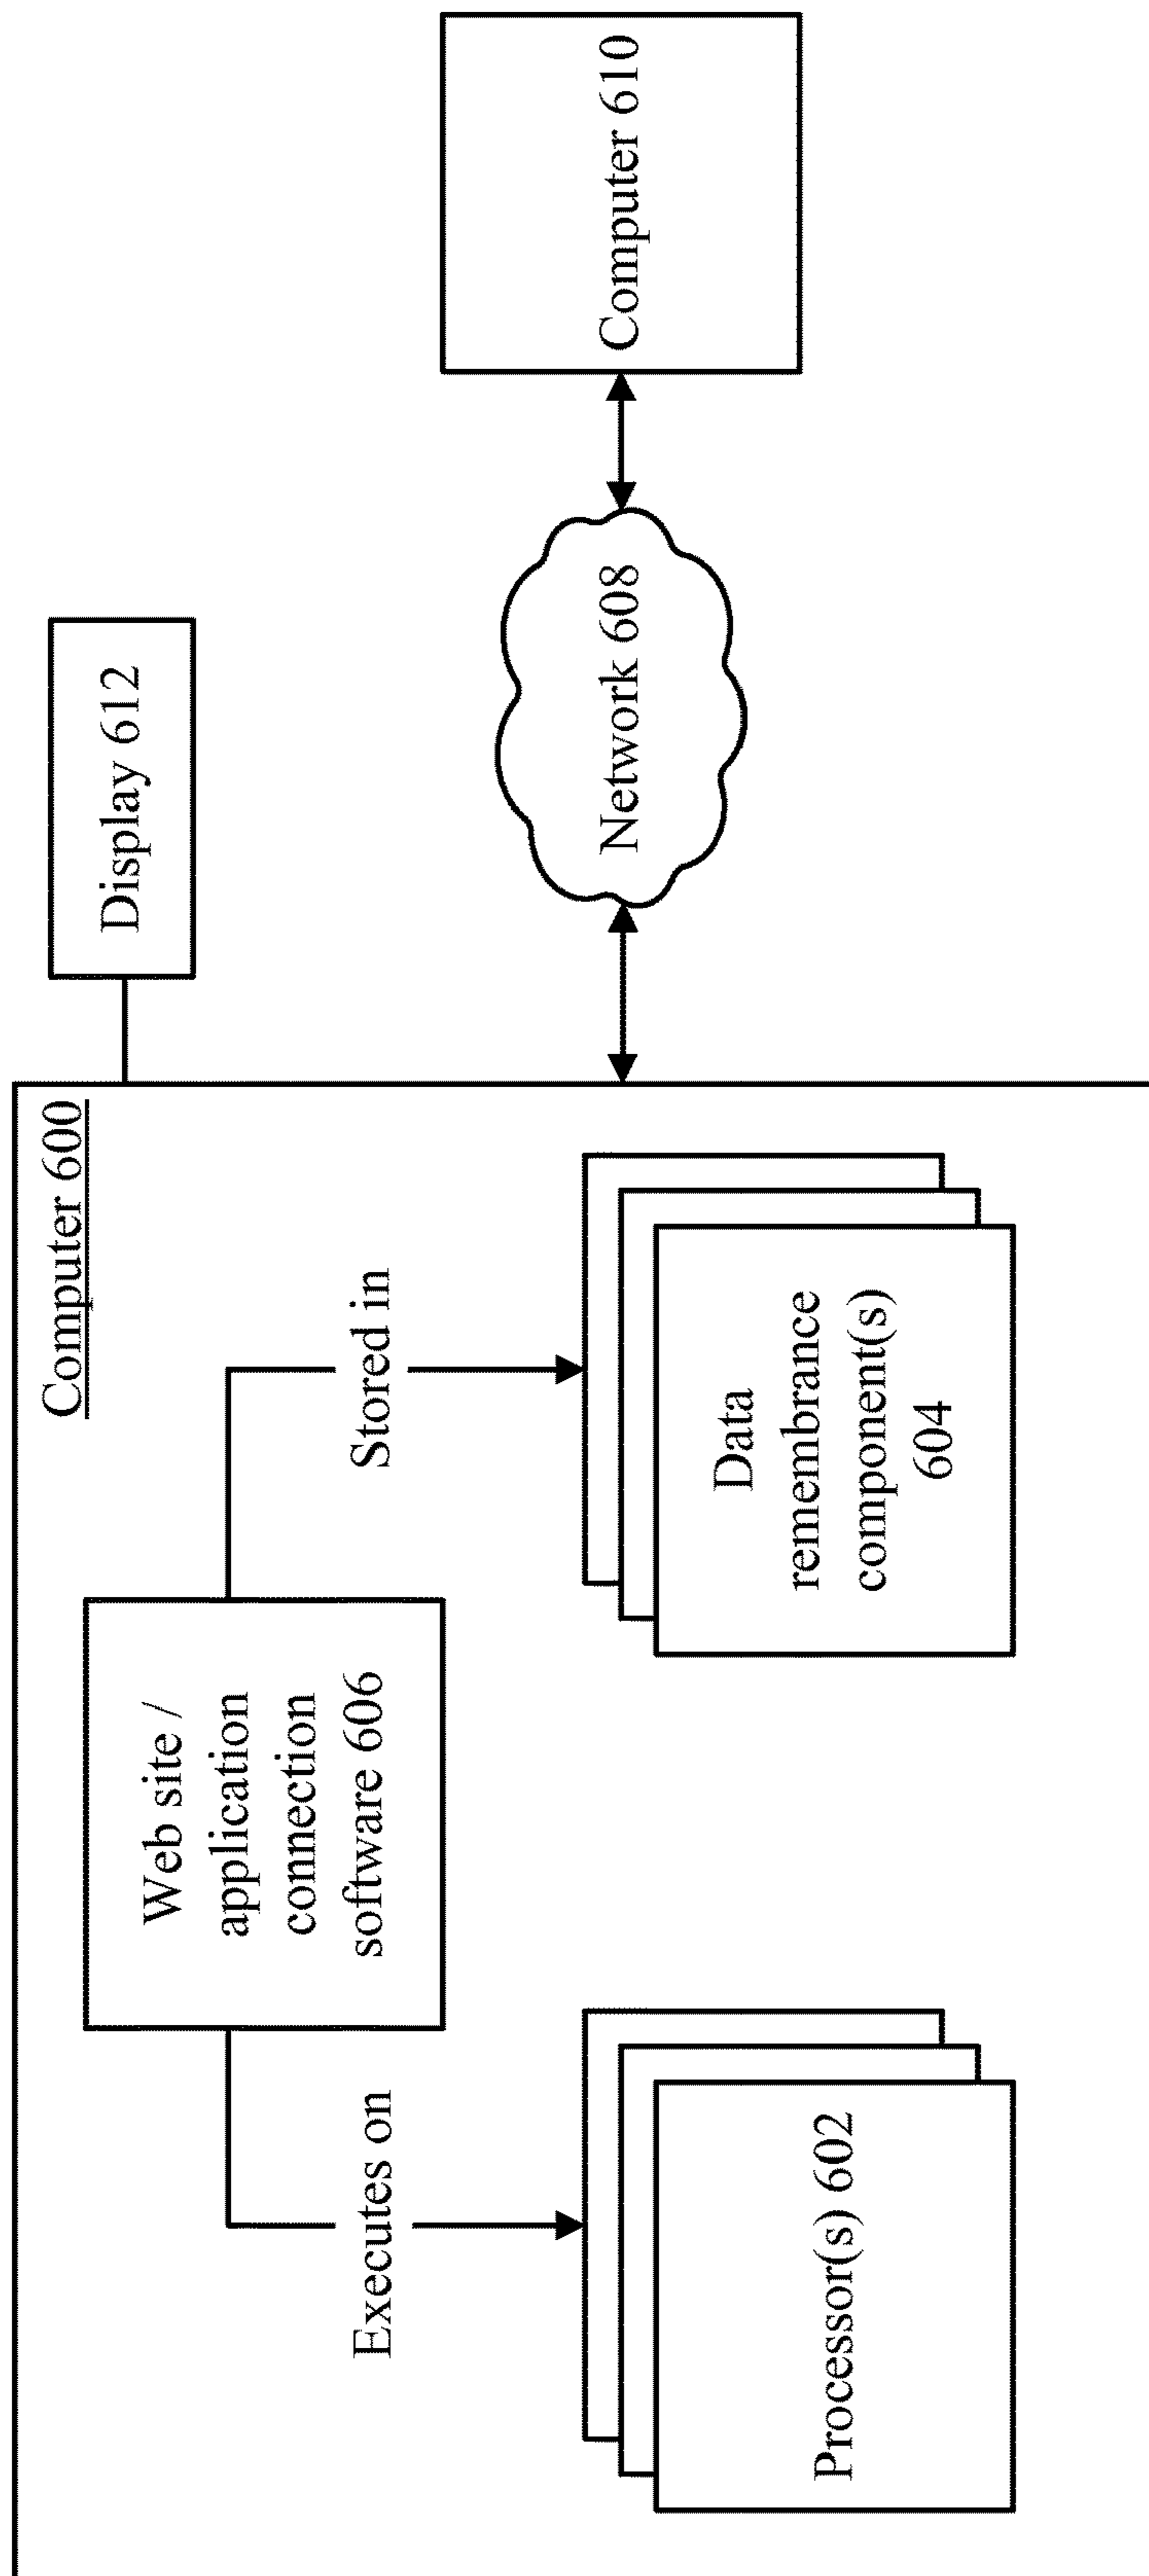 Computer 600
Web site /
application
connection
software 606
Executes on
Stored in
Processor(s) 602
Data
remembrance
component(s)
604
Display 612
Network 608
Computer 610